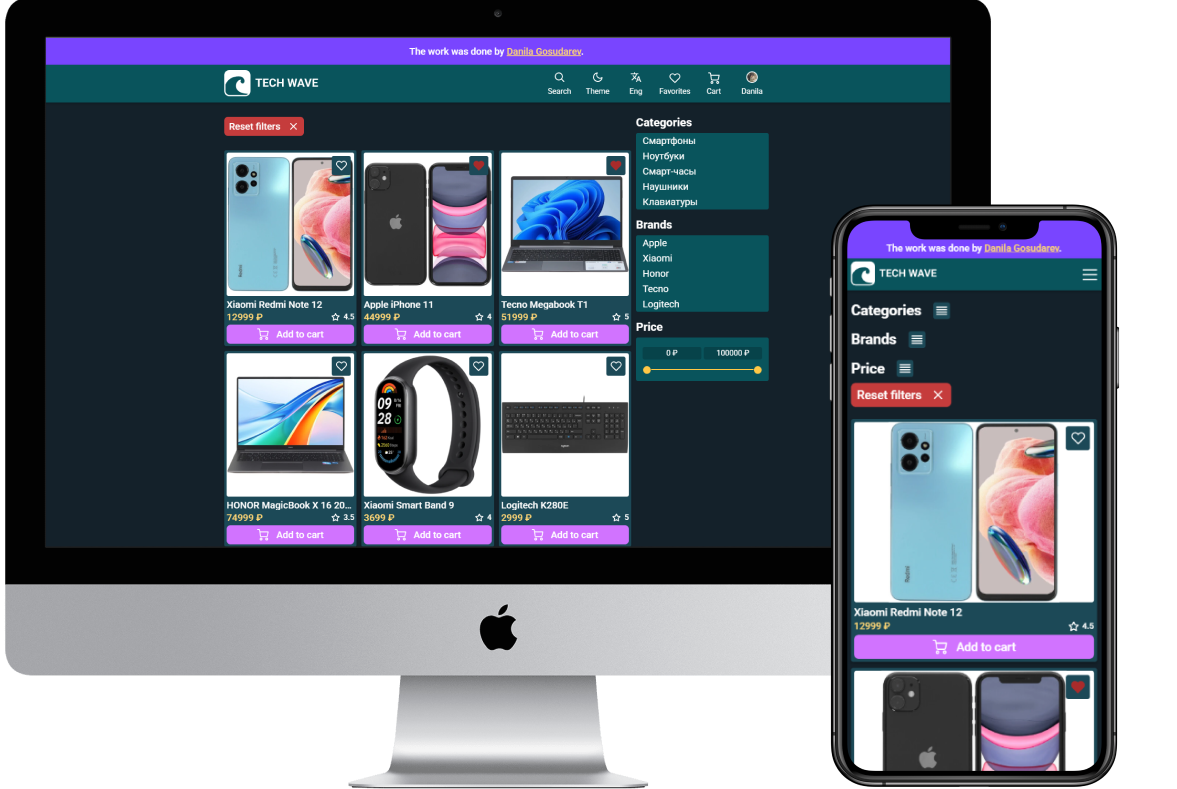 The work was done by Danila Gosudarev.
TECH WAVE
Search Theme Eng Favorites Cart Danila
Reset filters
Xiaomi Redmi Note 12
12999 ₽ 4.5
Add to cart
Apple iPhone 11
44999 ₽ 4
Add to cart
Tecno Megabook T1
51999 ₽ 5
Add to cart
HONOR MagicBook X 16 20...
74999 ₽ 3.5
Add to cart
Xiaomi Smart Band 9
3699 ₽ 4
Add to cart
Logitech K280E
2999 ₽ 5
Add to cart
Categories
Смартфоны
Ноутбуки
Смарт-часы
Наушники
Клавиатуры
Brands
Apple
Xiaomi
Honor
Tecno
Logitech
Price
0 ₽ 100000 ₽
09
28
The work was done by Danila Gosudarev.
TECH WAVE
Categories
Brands
Price
Reset filters
Redmi
Xiaomi Redmi Note 12
12999 ₽ 4.5
Add to cart